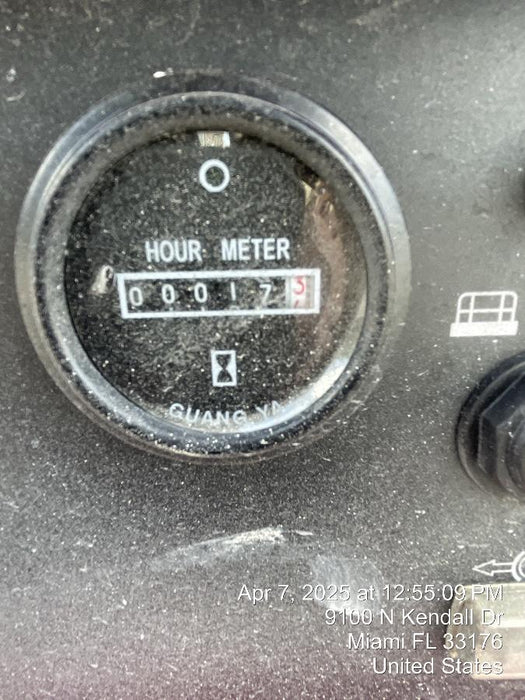 HOUR METER
0 0 0 1 7 3
GUANG YA
Apr 7, 2025 at 12:55:09 PM
9100 N Kendall Dr
Miami FL 33176
United States